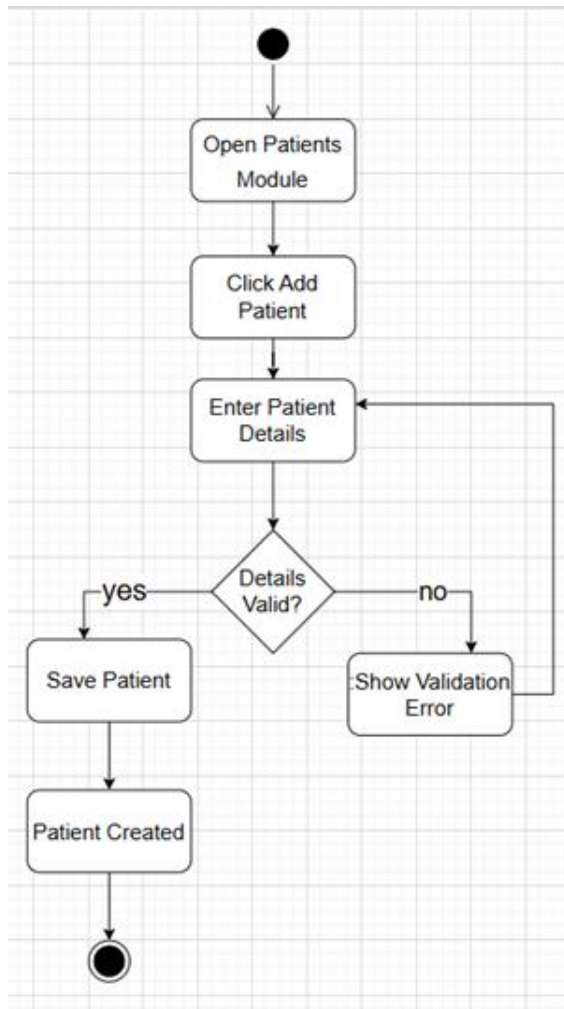 Open Patients
Module
Click Add
Patient
Enter Patient
Details
Details
Valid?
yes
no
Save Patient
:Show Validation
Error
Patient Created